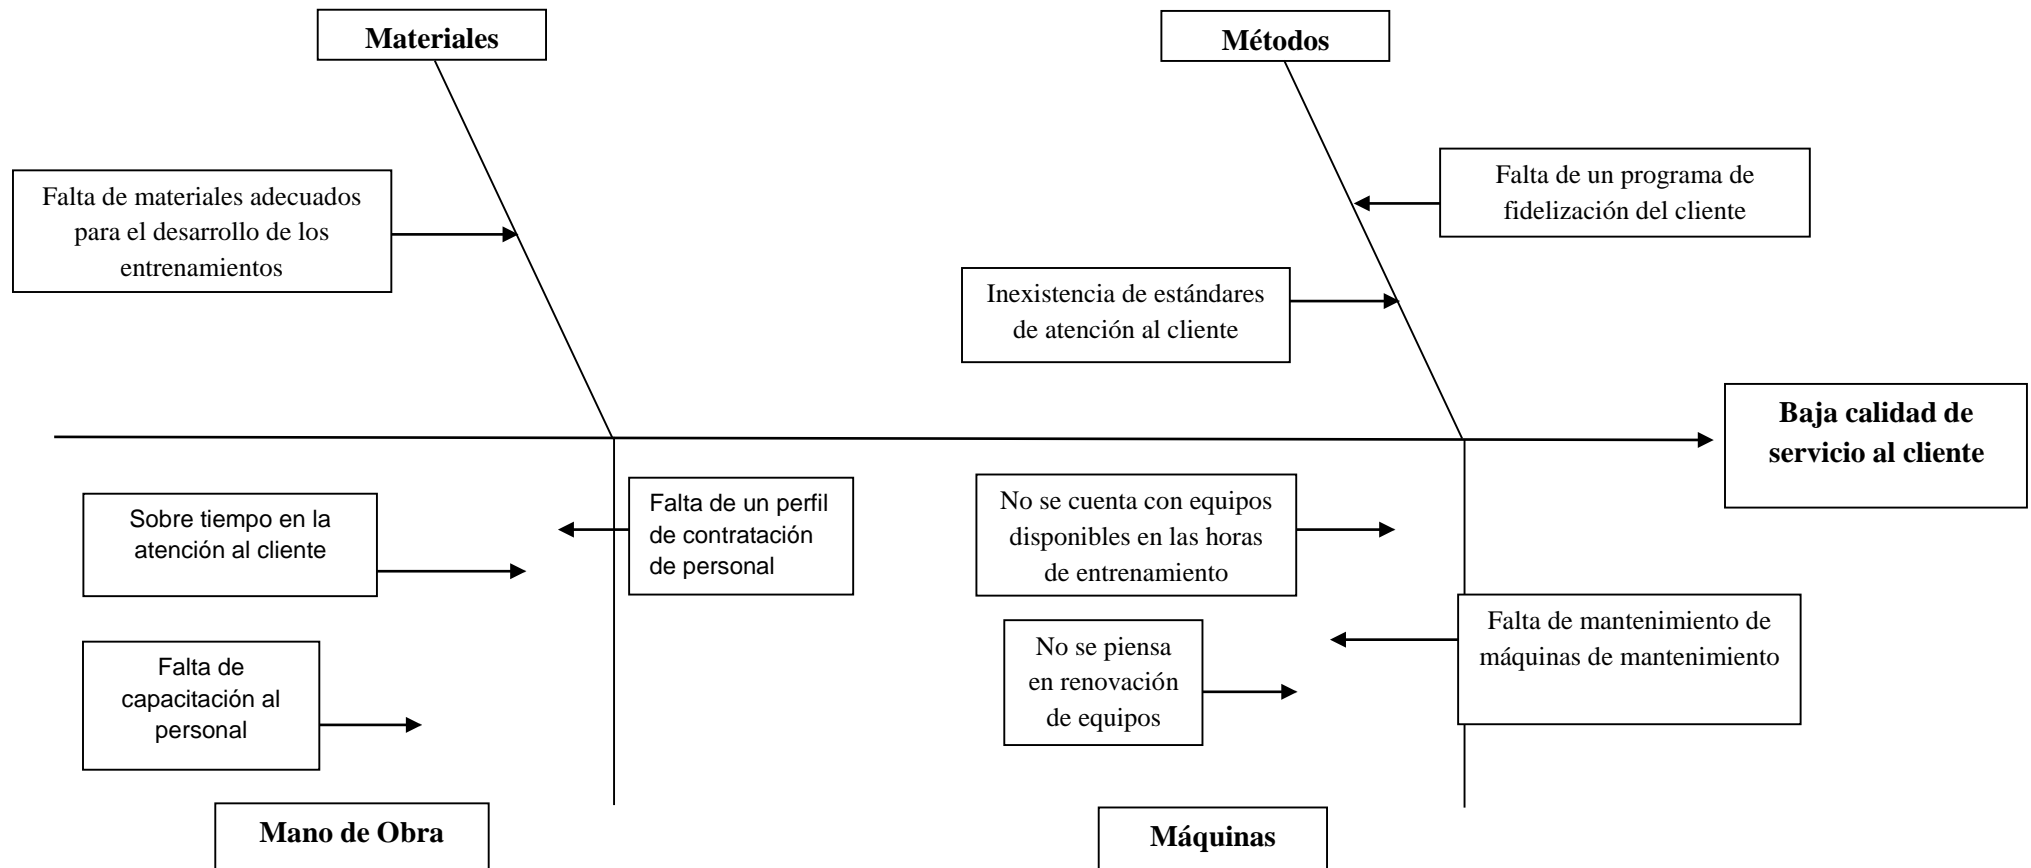 Materiales
Métodos
Falta de materiales adecuados
para el desarrollo de los
entrenamientos
Falta de un programa de
fidelización del cliente
Inexistencia de estándares
de atención al cliente
Baja calidad de
servicio al cliente
Sobre tiempo en la
atención al cliente
Falta de un perfil
de contratación
de personal
No se cuenta con equipos
disponibles en las horas
de entrenamiento
Falta de mantenimiento de
máquinas de mantenimiento
Falta de
capacitación al
personal
No se piensa
en renovación
de equipos
Mano de Obra
Máquinas